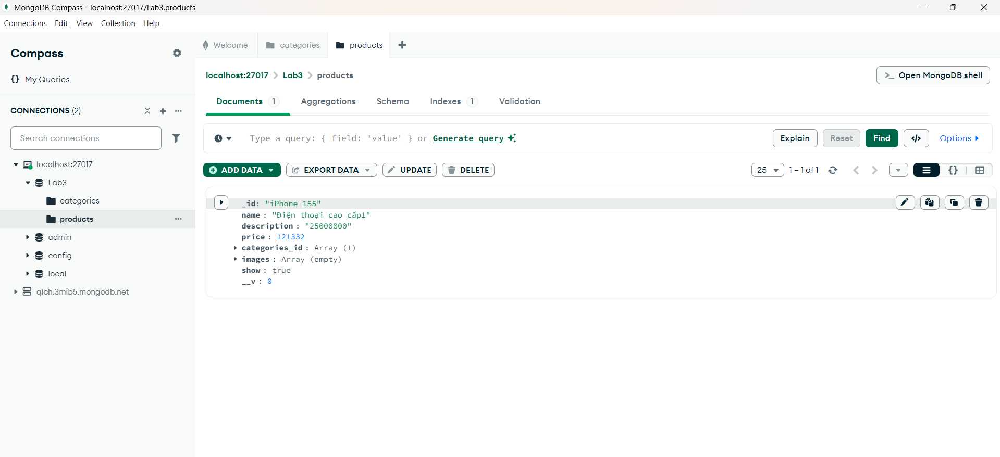 MongoDB Compass - localhost:27017/Lab3.products
Connections Edit View Collection Help
Compass
{} My Queries
CONNECTIONS (2)
Search connections
localhost:27017
Lab3
categories
products
admin
config
local
qlch.3mib5.mongodb.net
Welcome
categories
products
localhost:27017 > Lab3 > products
>_ Open MongoDB shell
Documents 1
Aggregations
Schema
Indexes 1
Validation
Type a query: { field: 'value' } or Generate query
Explain
Reset
Find
</>
Options
ADD DATA
EXPORT DATA
UPDATE
DELETE
25
1 – 1 of 1
{}
_id: "iPhone 155"
name : "Điện thoại cao cấp1"
description : "25000000"
price : 121332
categories_id : Array (1)
images : Array (empty)
show : true
__v : 0